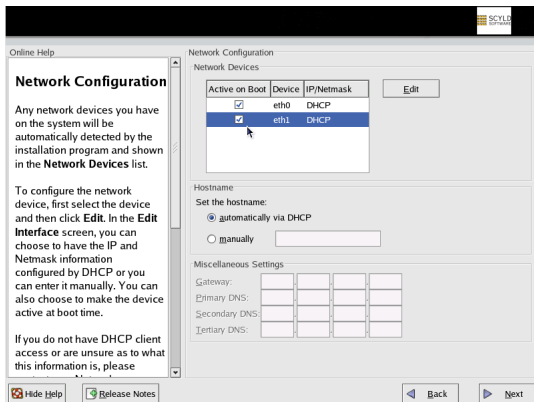 SCYLD
SOFTWARE
Online Help
Network Configuration
Any network devices you have
on the system will be
automatically detected by the
installation program and shown
in the Network Devices list.
To configure the network
device, first select the device
and then click Edit. In the Edit
Interface screen, you can
choose to have the IP and
Netmask information
configured by DHCP or you
can enter it manually. You can
also choose to make the device
active at boot time.
If you do not have DHCP client
access or are unsure as to what
this information is, please
Network Configuration
Network Devices
Active on Boot Device IP/Netmask
eth0 DHCP
eth1 DHCP
Edit
Hostname
Set the hostname:
automatically via DHCP
manually
Miscellaneous Settings
Gateway:
Primary DNS:
Secondary DNS:
Tertiary DNS:
Hide Help
Release Notes
Back
Next